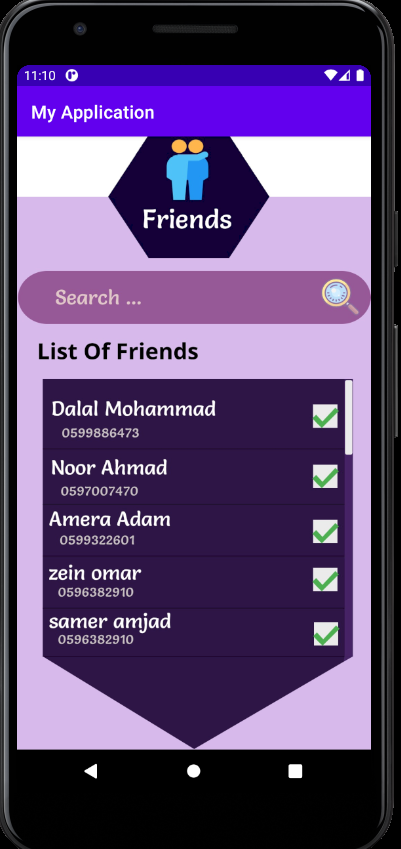 11:10
My Application
Friends
Search ...
List Of Friends
Dalal Mohammad
0599886473
Noor Ahmad
0597007470
Amera Adam
0599322601
zein omar
0596382910
samer amjad
0596382910